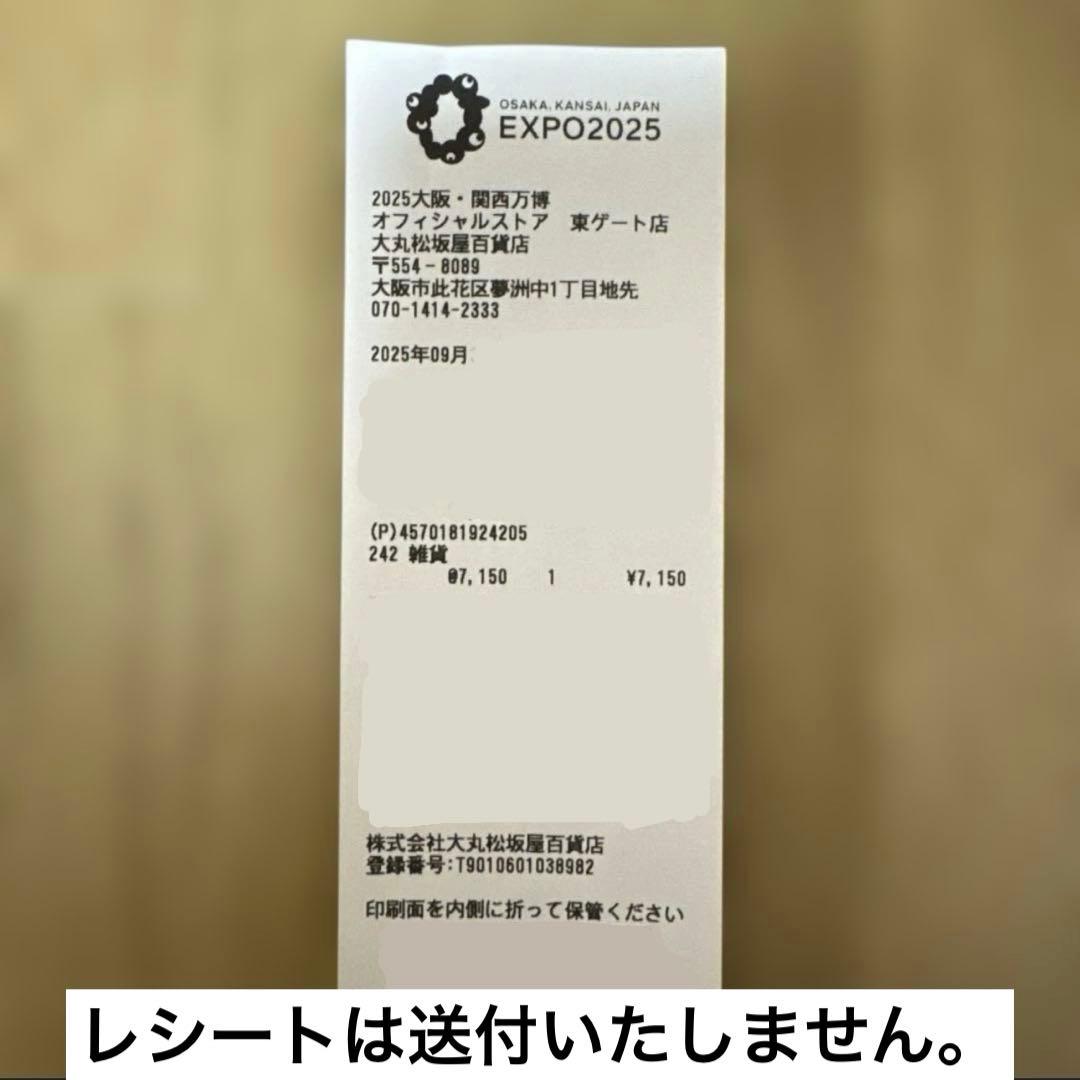 OSAKA, KANSAI, JAPAN
EXPO2025
2025大阪・関西万博
オフィシャルストア 東ゲート店
大丸松坂屋百貨店
〒554-8089
大阪市此花区夢洲中1丁目地先
070-1414-2333
2025年09月
(P)4570181924205
242 雑貨
@7,150 1 ¥7,150
株式会社大丸松坂屋百貨店
登録番号:T9010601038982
印刷面を内側に折って保管ください
レシートは送付いたしません。